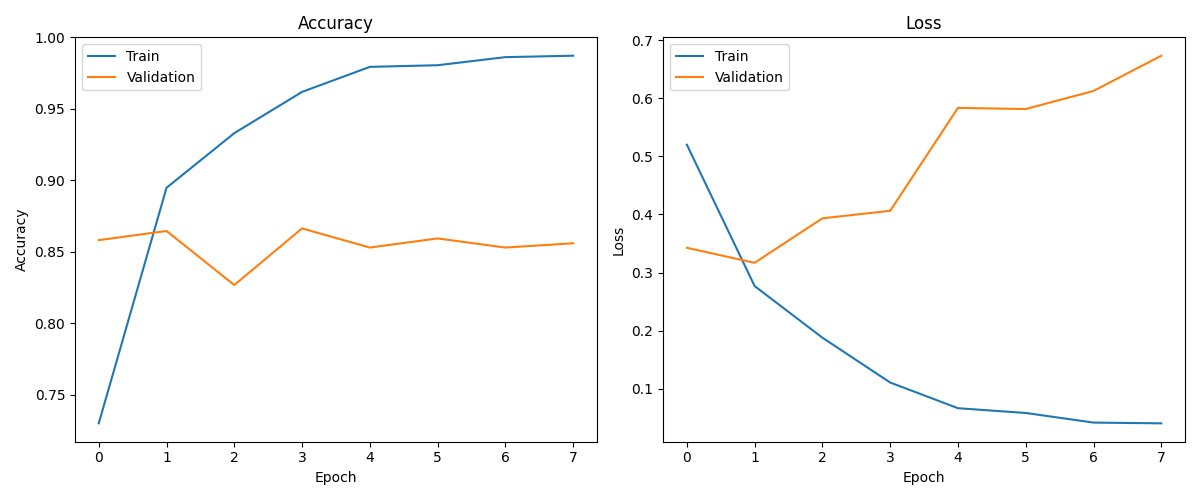 Accuracy
1.00
0.95
0.90
0.85
0.80
0.75
Accuracy
Train
Validation
0 1 2 3 4 5 6 7
Epoch
Loss
0.7
0.6
0.5
0.4
0.3
0.2
0.1
Loss
Train
Validation
0 1 2 3 4 5 6 7
Epoch